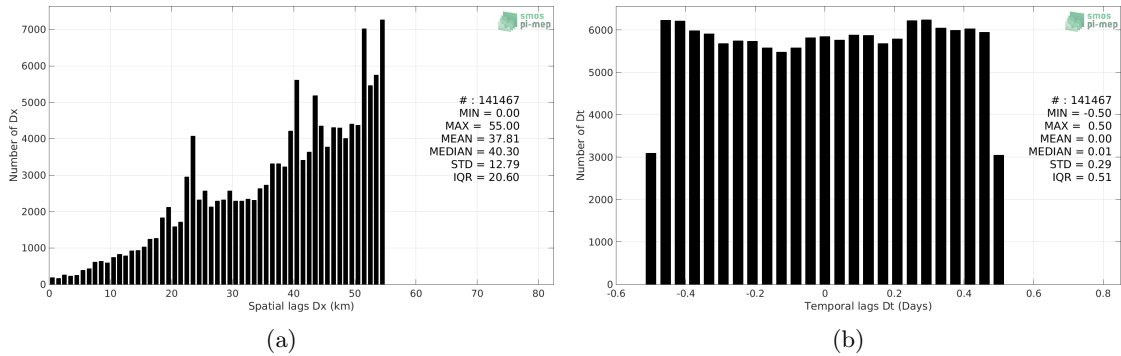 smos
pi-mep
Number of Dx
7000
6000
5000
4000
3000
2000
1000
0
# : 141467
MIN = 0.00
MAX = 55.00
MEAN = 37.81
MEDIAN = 40.30
STD = 12.79
IQR = 20.60
0 10 20 30 40 50 60 70 80
Spatial lags Dx (km)
(a)
smos
pi-mep
Number of Dt
6000
5000
4000
3000
2000
1000
0
# : 141467
MIN = -0.50
MAX = 0.50
MEAN = 0.00
MEDIAN = 0.01
STD = 0.29
IQR = 0.51
-0.6 -0.4 -0.2 0 0.2 0.4 0.6 0.8
Temporal lags Dt (Days)
(b)